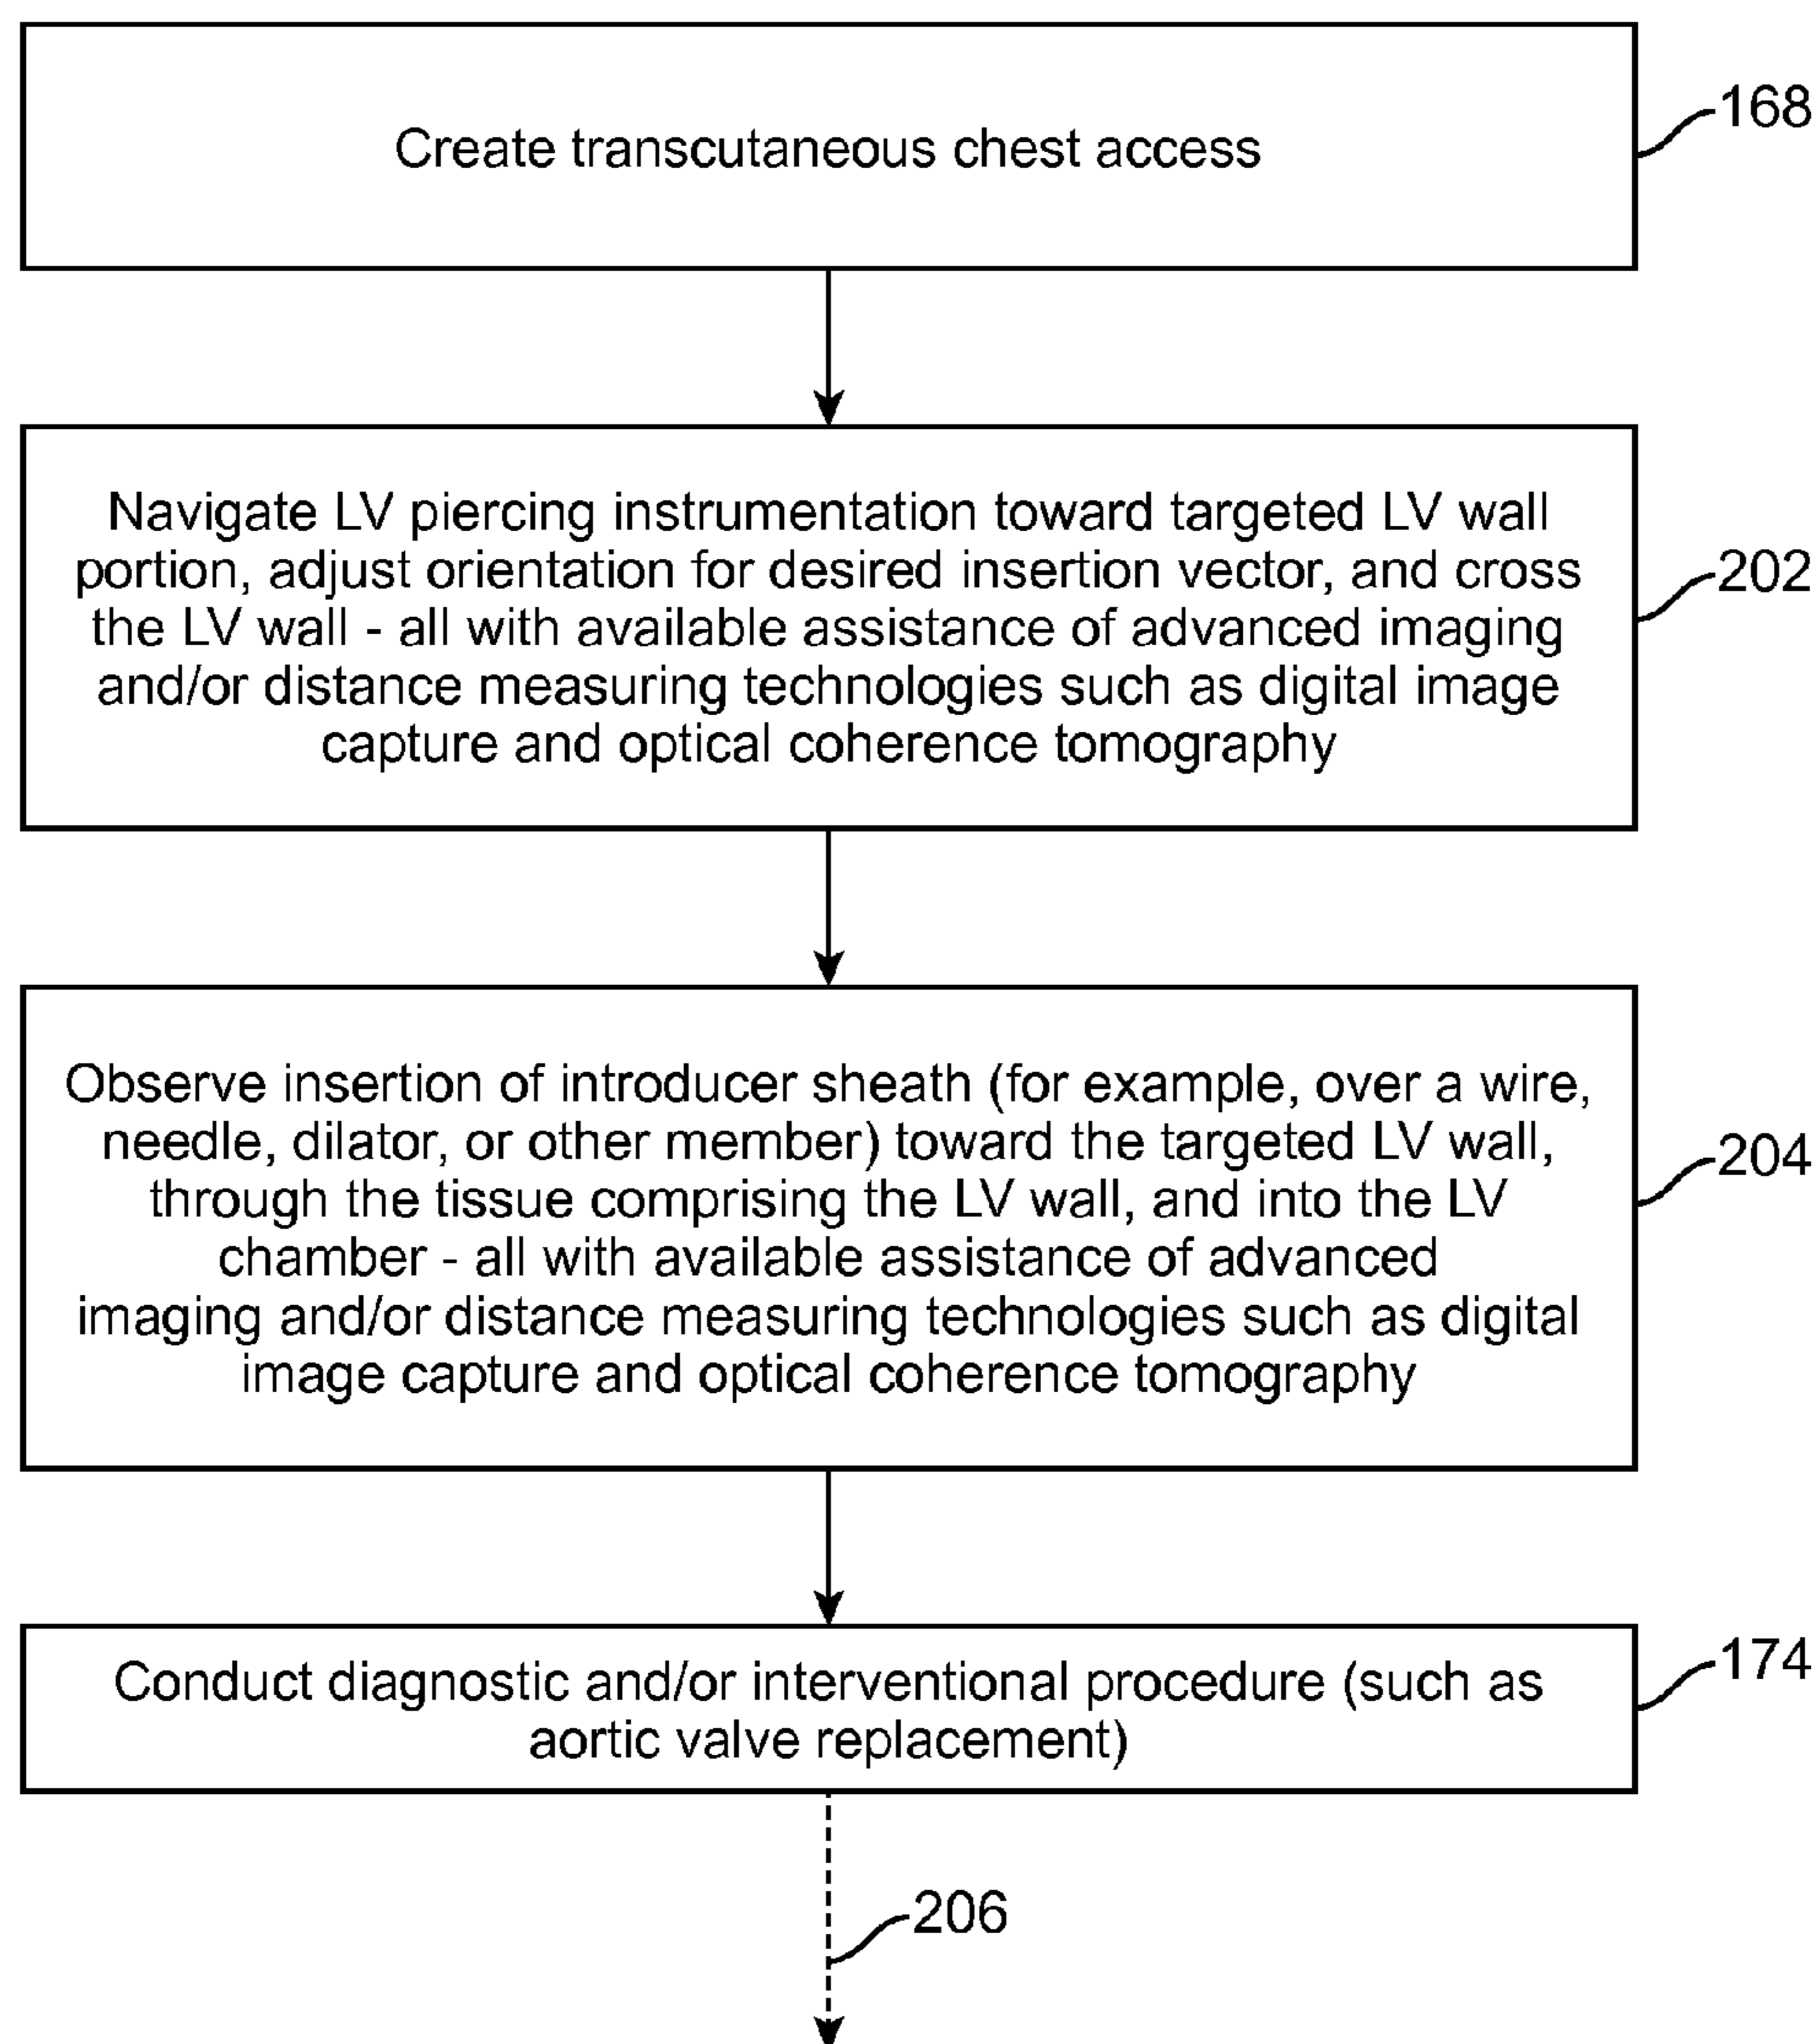 Create transcutaneous chest access
168
Navigate LV piercing instrumentation toward targeted LV wall
portion, adjust orientation for desired insertion vector, and cross
the LV wall - all with available assistance of advanced imaging
and/or distance measuring technologies such as digital image
capture and optical coherence tomography
202
Observe insertion of introducer sheath (for example, over a wire,
needle, dilator, or other member) toward the targeted LV wall,
through the tissue comprising the LV wall, and into the LV
chamber - all with available assistance of advanced
imaging and/or distance measuring technologies such as digital
image capture and optical coherence tomography
204
Conduct diagnostic and/or interventional procedure (such as
aortic valve replacement)
174
206